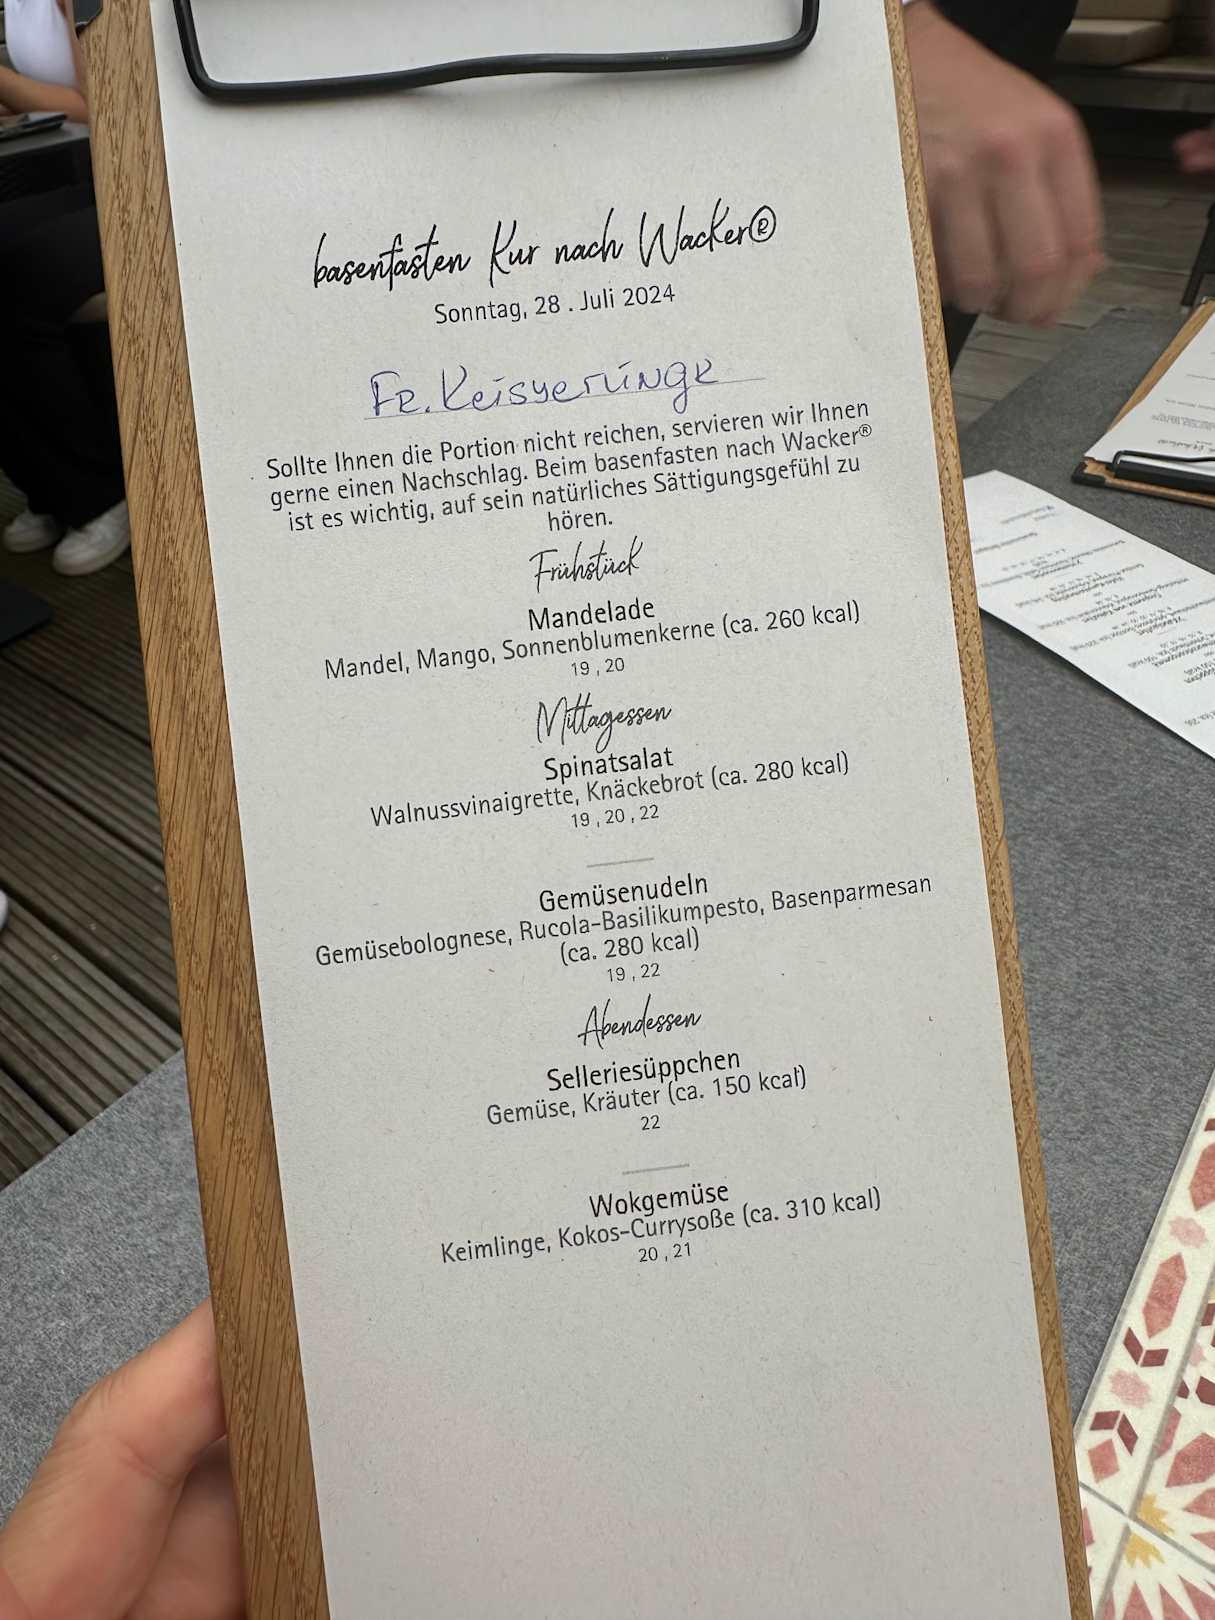 basenfasten Kur nach Wacker®
Sonntag, 28 . Juli 2024
Fr. Keisyerlingk
Sollte Ihnen die Portion nicht reichen, servieren wir Ihnen
gerne einen Nachschlag. Beim basenfasten nach Wacker®
ist es wichtig, auf sein natürliches Sättigungsgefühl zu
hören.
Frühstück
Mandelade
Mandel, Mango, Sonnenblumenkerne (ca. 260 kcal)
19 , 20
Mittagessen
Spinatsalat
Walnussvinaigrette, Knäckebrot (ca. 280 kcal)
19 , 20 , 22
Gemüsenudeln
Gemüsebolognese, Rucola-Basilikumpesto, Basenparmesan
(ca. 280 kcal)
19 , 22
Abendessen
Selleriesüppchen
Gemüse, Kräuter (ca. 150 kcal)
22
Wokgemüse
Keimlinge, Kokos-Currysoße (ca. 310 kcal)
20 , 21